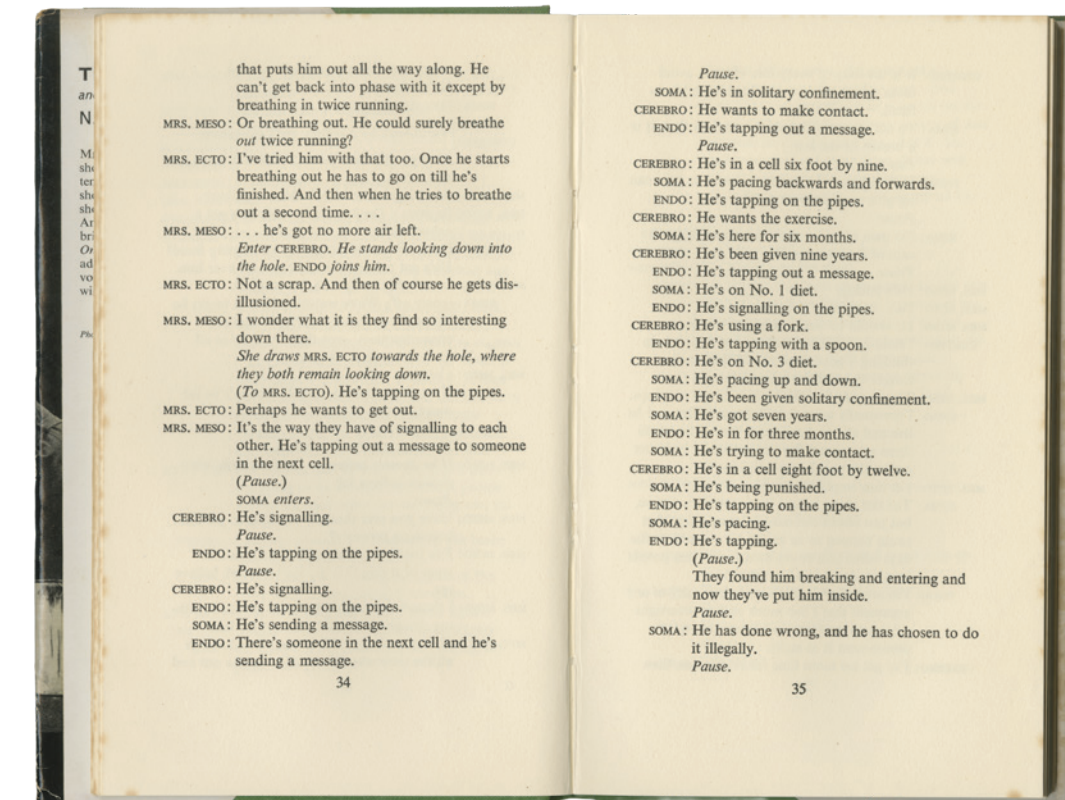 T
an
N.
Mr
she
ter
she
she
Ar
bri
Or
ad
vo
wi
that puts him out all the way along. He
can't get back into phase with it except by
breathing in twice running.
MRS. MESO: Or breathing out. He could surely breathe
out twice running?
MRS. ECTO: I've tried him with that too. Once he starts
breathing out he has to go on till he's
finished. And then when he tries to breathe
out a second time. . . .
MRS. MESO: . . . he's got no more air left.
Enter CEREBRO. He stands looking down into
the hole. ENDO joins him.
MRS. ECTO: Not a scrap. And then of course he gets dis-
illusioned.
MRS. MESO: I wonder what it is they find so interesting
down there.
She draws MRS. ECTO towards the hole, where
they both remain looking down.
(To MRS. ECTO). He's tapping on the pipes.
MRS. ECTO: Perhaps he wants to get out.
MRS. MESO: It's the way they have of signalling to each
other. He's tapping out a message to someone
in the next cell.
(Pause.)
SOMA enters.
CEREBRO: He's signalling.
Pause.
ENDO: He's tapping on the pipes.
Pause.
CEREBRO: He's signalling.
ENDO: He's tapping on the pipes.
SOMA: He's sending a message.
ENDO: There's someone in the next cell and he's
sending a message.
34
Pause.
SOMA: He's in solitary confinement.
CEREBRO: He wants to make contact.
ENDO: He's tapping out a message.
Pause.
CEREBRO: He's in a cell six foot by nine.
SOMA: He's pacing backwards and forwards.
ENDO: He's tapping on the pipes.
CEREBRO: He wants the exercise.
SOMA: He's here for six months.
CEREBRO: He's been given nine years.
ENDO: He's tapping out a message.
SOMA: He's on No. 1 diet.
ENDO: He's signalling on the pipes.
CEREBRO: He's using a fork.
ENDO: He's tapping with a spoon.
CEREBRO: He's on No. 3 diet.
SOMA: He's pacing up and down.
ENDO: He's been given solitary confinement.
SOMA: He's got seven years.
ENDO: He's in for three months.
SOMA: He's trying to make contact.
CEREBRO: He's in a cell eight foot by twelve.
SOMA: He's being punished.
ENDO: He's tapping on the pipes.
SOMA: He's pacing.
ENDO: He's tapping.
(Pause.)
They found him breaking and entering and
now they've put him inside.
Pause.
SOMA: He has done wrong, and he has chosen to do
it illegally.
Pause.
35